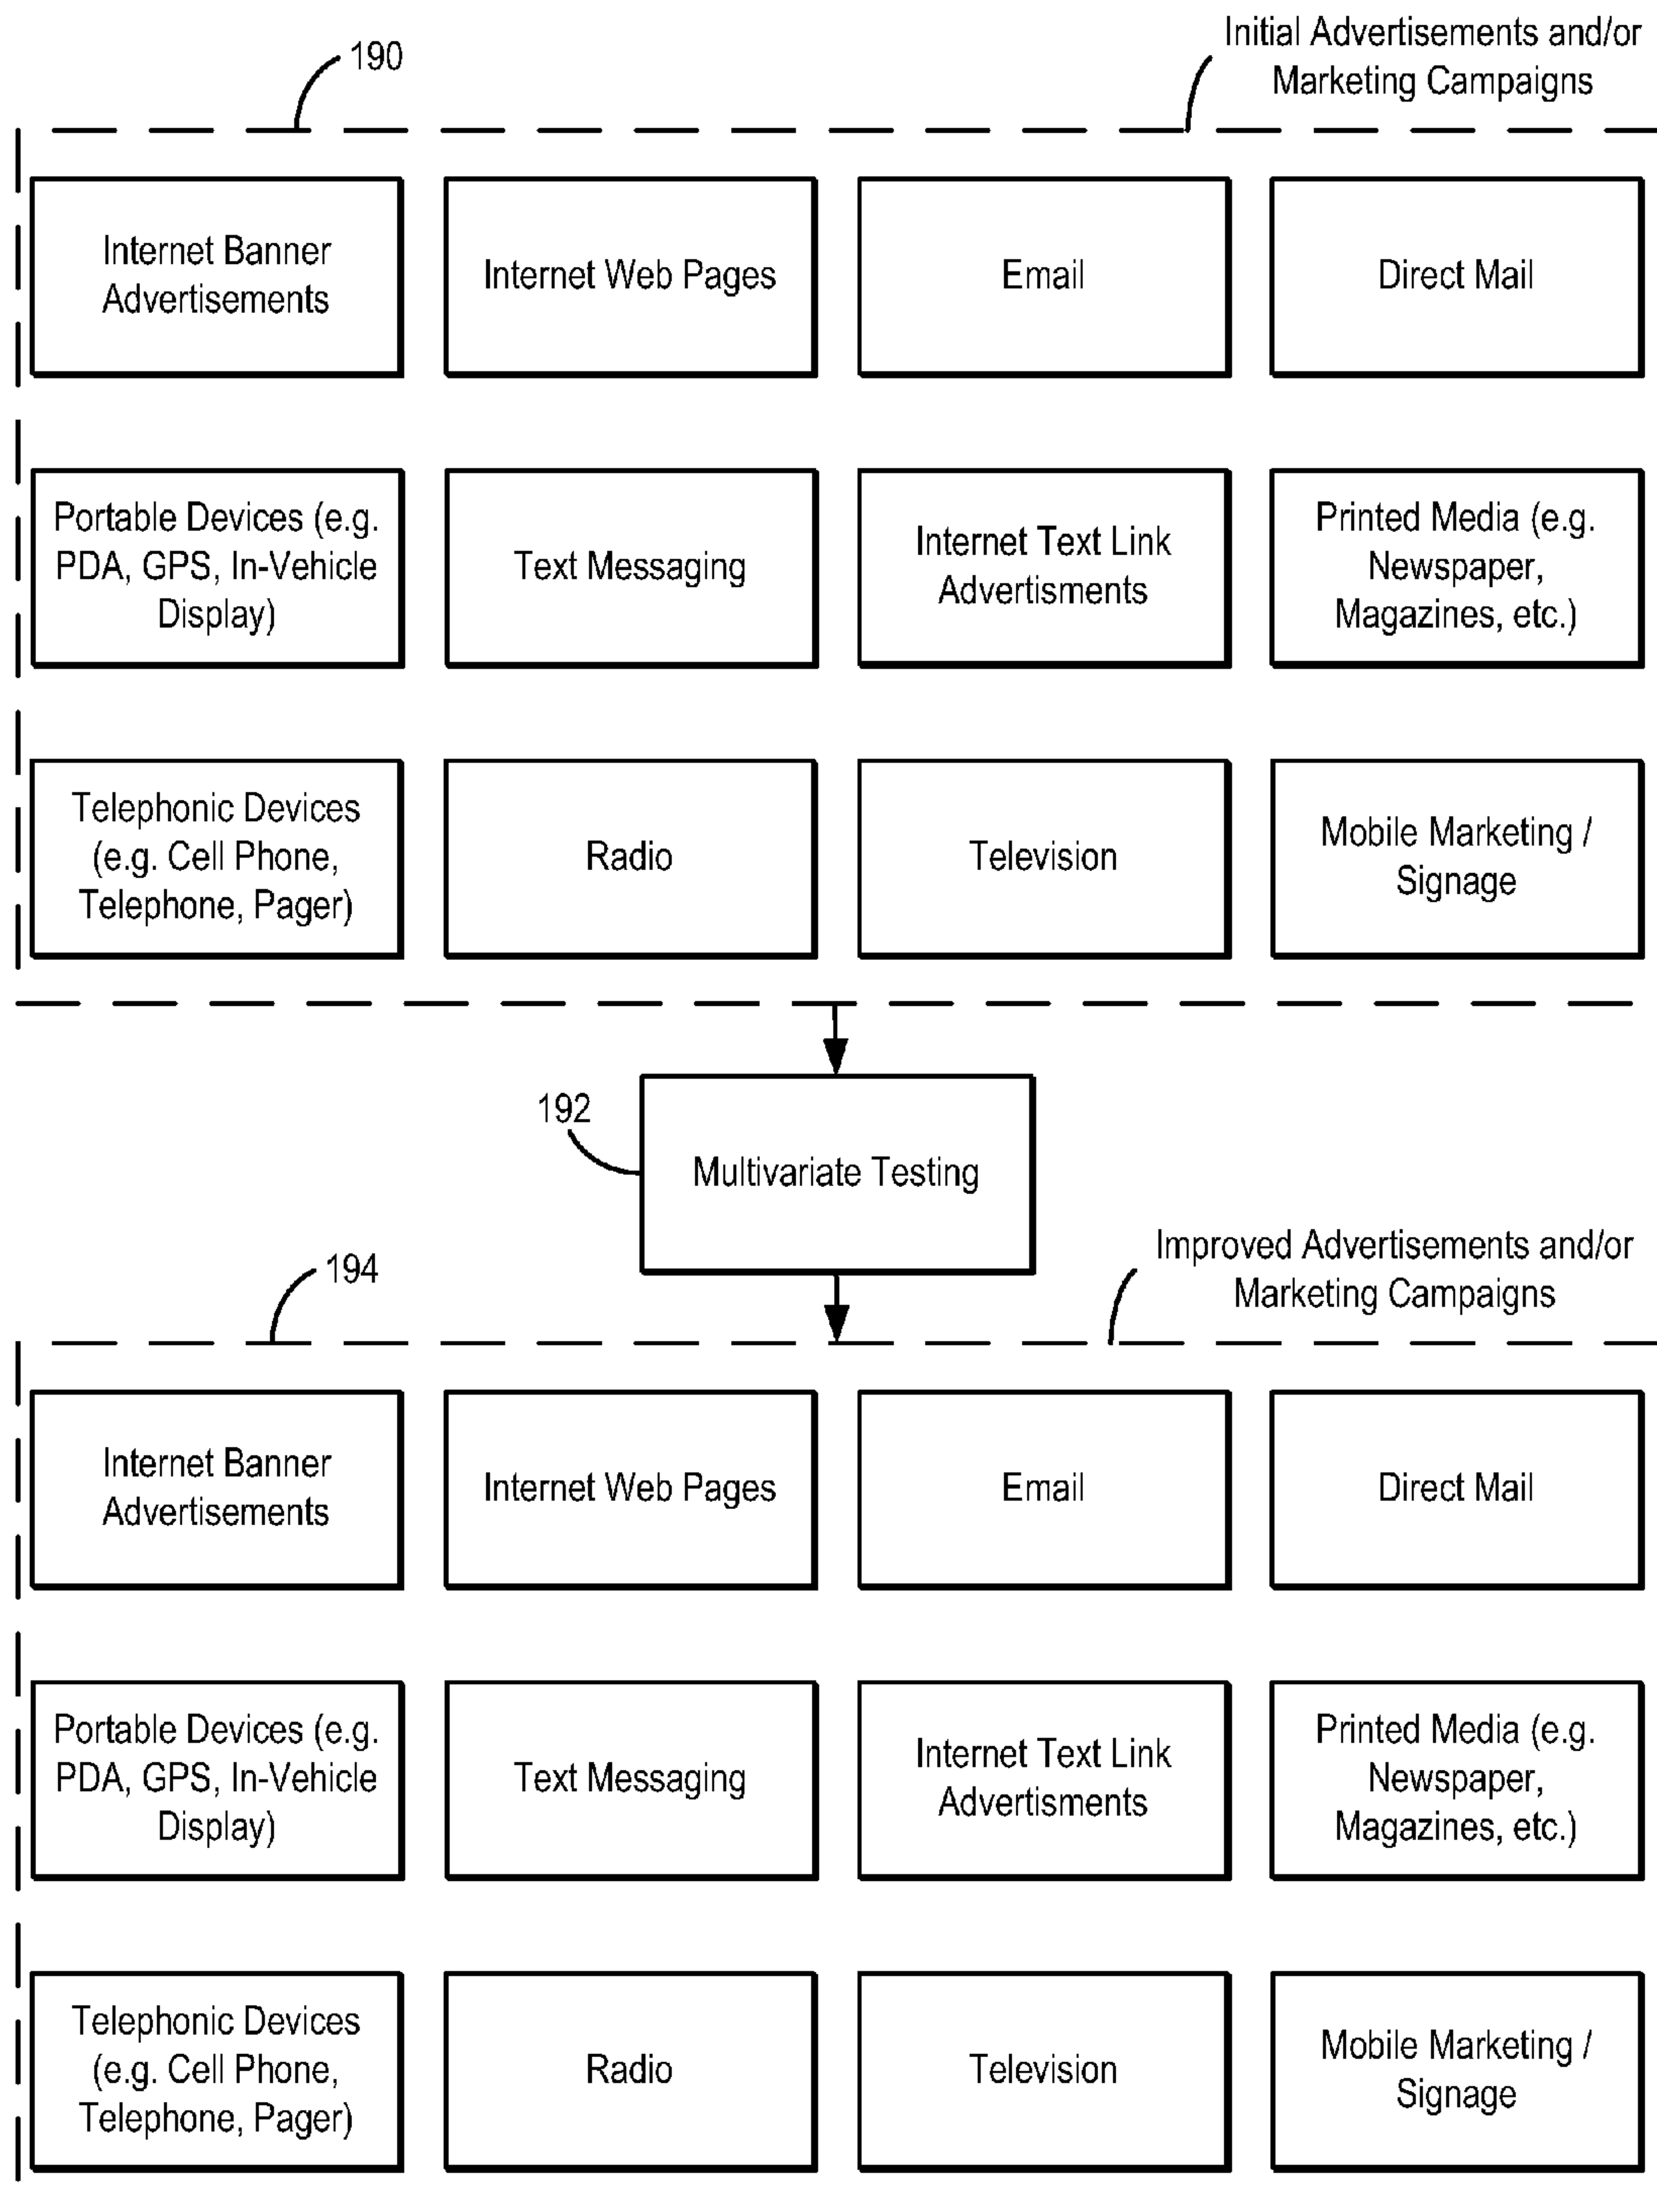 190
Initial Advertisements and/or
Marketing Campaigns
Internet Banner
Advertisements
Internet Web Pages
Email
Direct Mail
Portable Devices (e.g.
PDA, GPS, In-Vehicle
Display)
Text Messaging
Internet Text Link
Advertisments
Printed Media (e.g.
Newspaper,
Magazines, etc.)
Telephonic Devices
(e.g. Cell Phone,
Telephone, Pager)
Radio
Television
Mobile Marketing /
Signage
192
Multivariate Testing
194
Improved Advertisements and/or
Marketing Campaigns
Internet Banner
Advertisements
Internet Web Pages
Email
Direct Mail
Portable Devices (e.g.
PDA, GPS, In-Vehicle
Display)
Text Messaging
Internet Text Link
Advertisments
Printed Media (e.g.
Newspaper,
Magazines, etc.)
Telephonic Devices
(e.g. Cell Phone,
Telephone, Pager)
Radio
Television
Mobile Marketing /
Signage